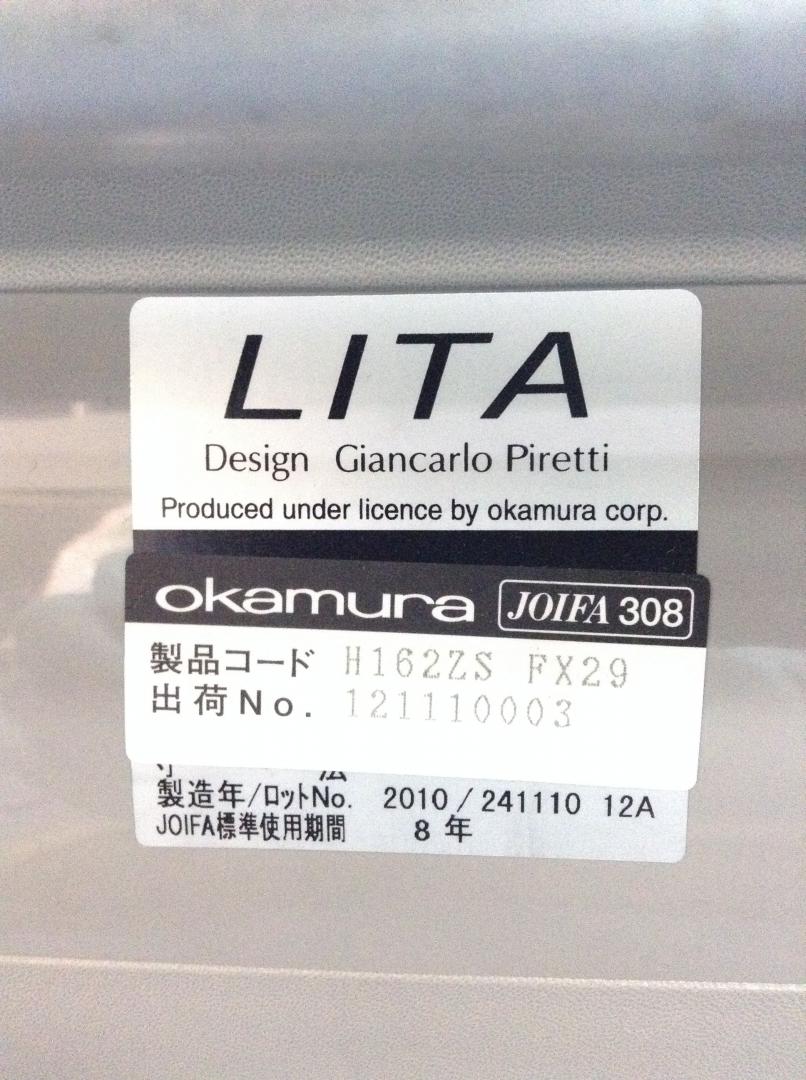 LITA
Design Giancarlo Piretti
Produced under licence by okamura corp.
okamura JOIFA 308
製品コード H162ZS FX29
出荷No. 121110003
寸 法
製造年/ロットNo. 2010/241110 12A
JOIFA標準使用期間 8年